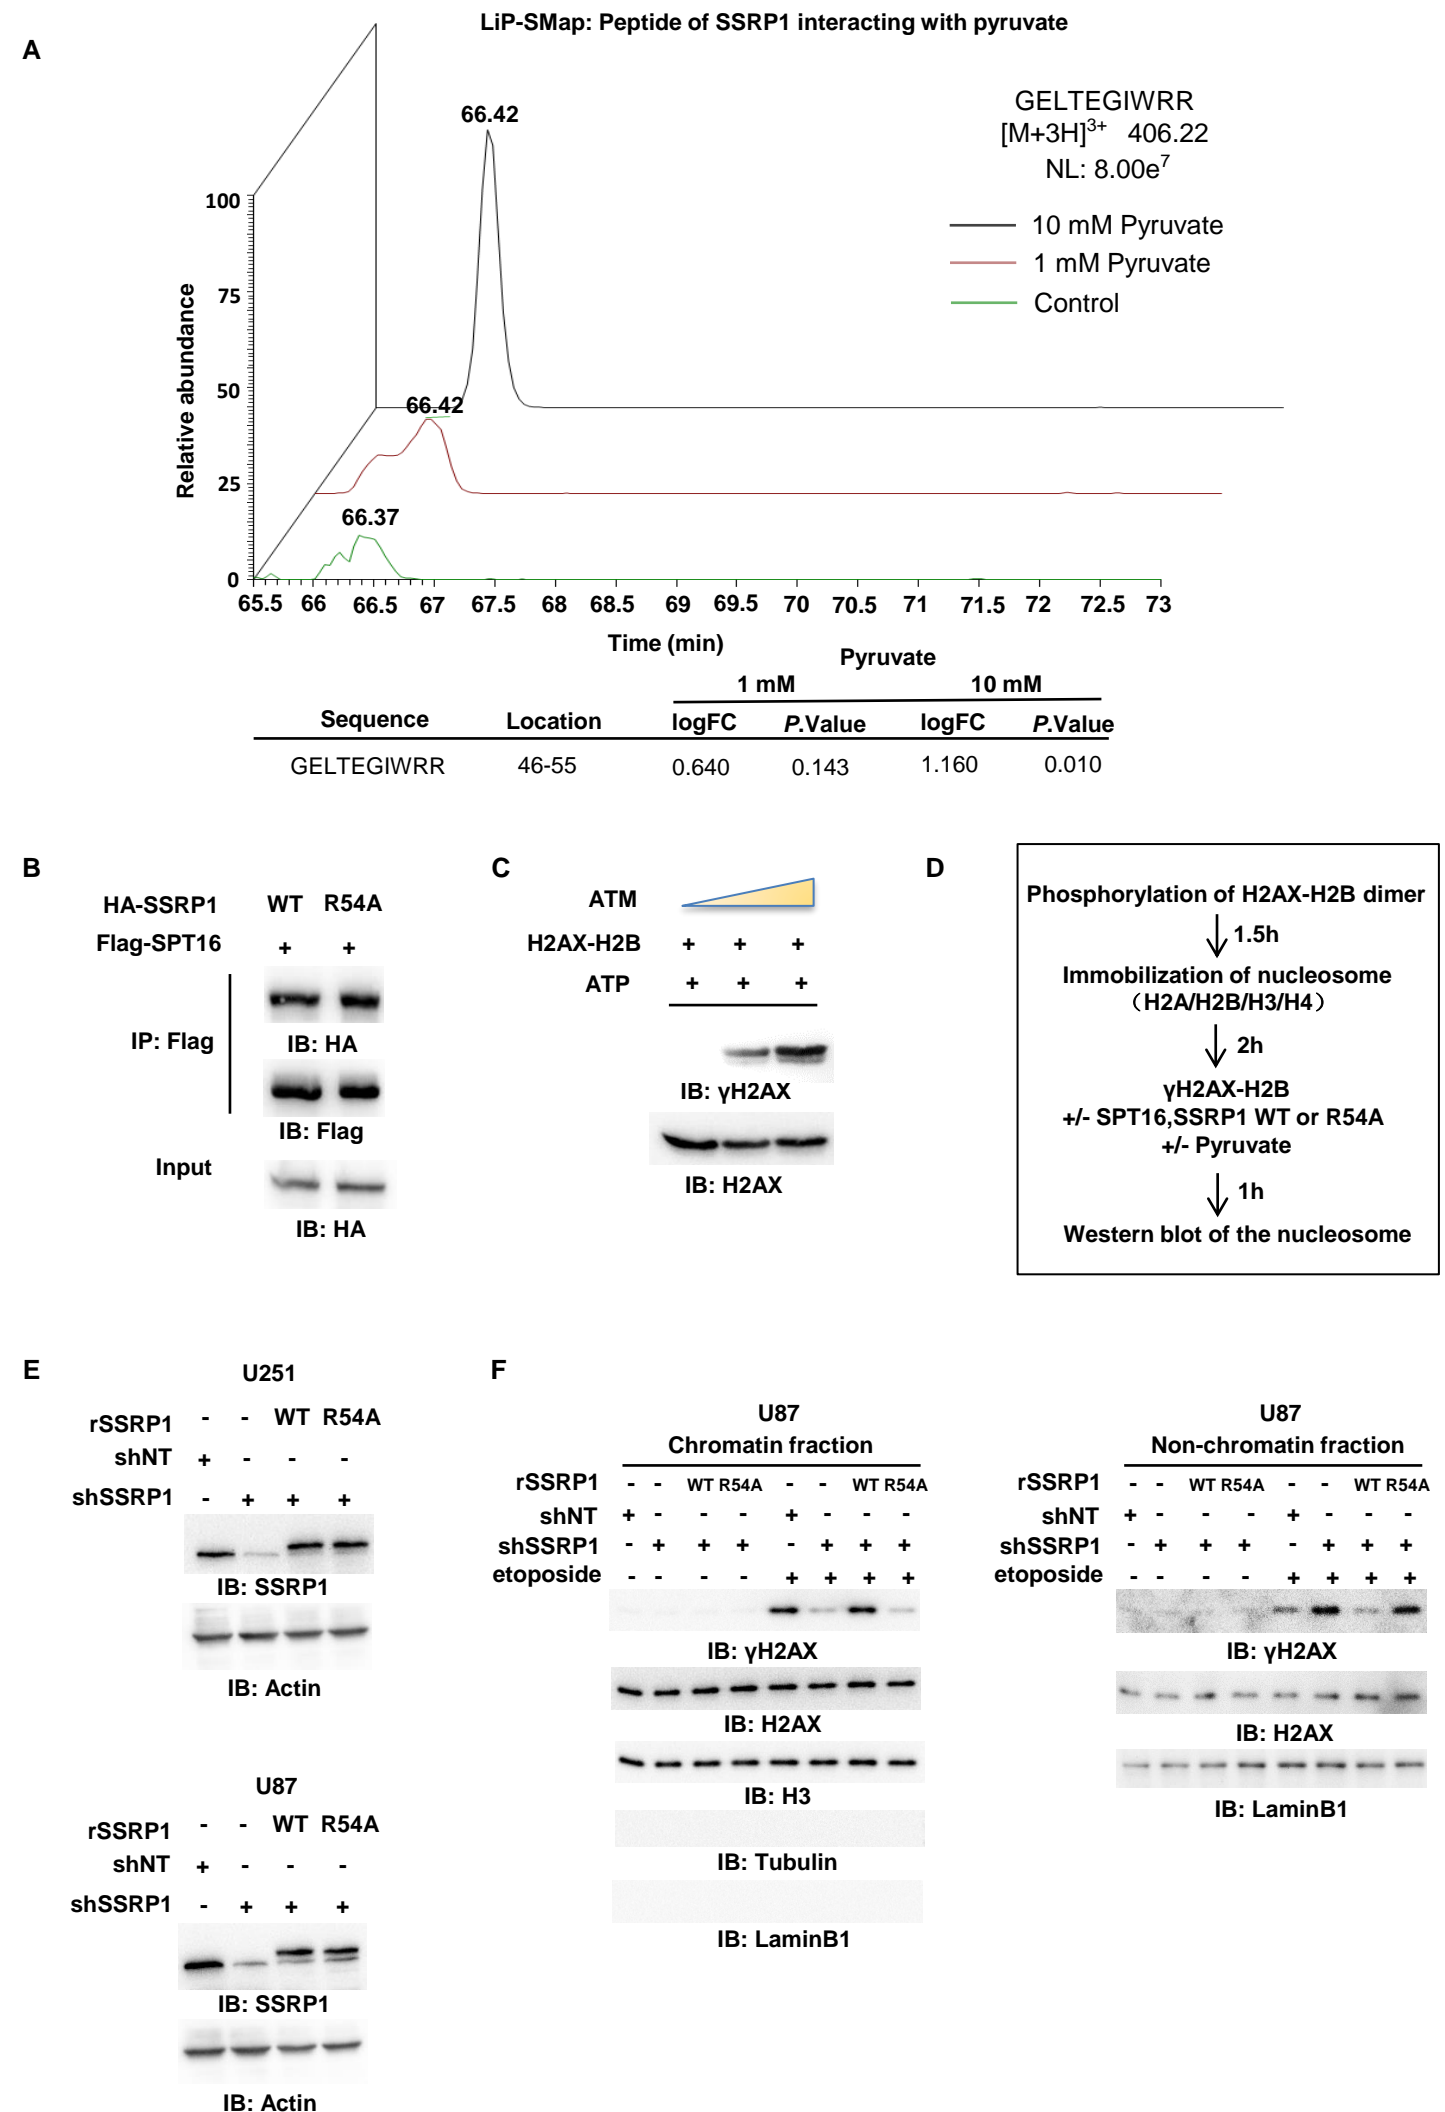 LiP-SMap: Peptide of SSRP1 interacting with pyruvate
A
GELTEGIWRR
[M+3H]3+ 406.22
NL: 8.00e7
10 mM Pyruvate
1 mM Pyruvate
Control
66.42
66.42
66.37
Relative abundance
100
75
50
25
0
65.5 66 66.5 67 67.5 68 68.5 69 69.5 70 70.5 71 71.5 72 72.5 73
Time (min)
Pyruvate
1 mM 10 mM
Sequence Location logFC P.Value logFC P.Value
GELTEGIWRR 46-55 0.640 0.143 1.160 0.010
B
HA-SSRP1 WT R54A
Flag-SPT16 + +
IP: Flag
IB: HA
IB: Flag
Input
IB: HA
C
ATM
H2AX-H2B + + +
ATP + + +
IB: γH2AX
IB: H2AX
D
Phosphorylation of H2AX-H2B dimer
1.5h
Immobilization of nucleosome
(H2A/H2B/H3/H4)
2h
γH2AX-H2B
+/- SPT16,SSRP1 WT or R54A
+/- Pyruvate
1h
Western blot of the nucleosome
E
U251
rSSRP1 - - WT R54A
shNT + - - -
shSSRP1 - + + +
IB: SSRP1
IB: Actin
U87
rSSRP1 - - WT R54A
shNT + - - -
shSSRP1 - + + +
IB: SSRP1
IB: Actin
F
U87
Chromatin fraction
rSSRP1 - - WT R54A - - WT R54A
shNT + - - - + - - -
shSSRP1 - + + + - + + +
etoposide - - - - + + + +
IB: γH2AX
IB: H2AX
IB: H3
IB: Tubulin
IB: LaminB1
U87
Non-chromatin fraction
rSSRP1 - - WT R54A - - WT R54A
shNT + - - - + - - -
shSSRP1 - + + + - + + +
etoposide - - - - + + + +
IB: γH2AX
IB: H2AX
IB: LaminB1